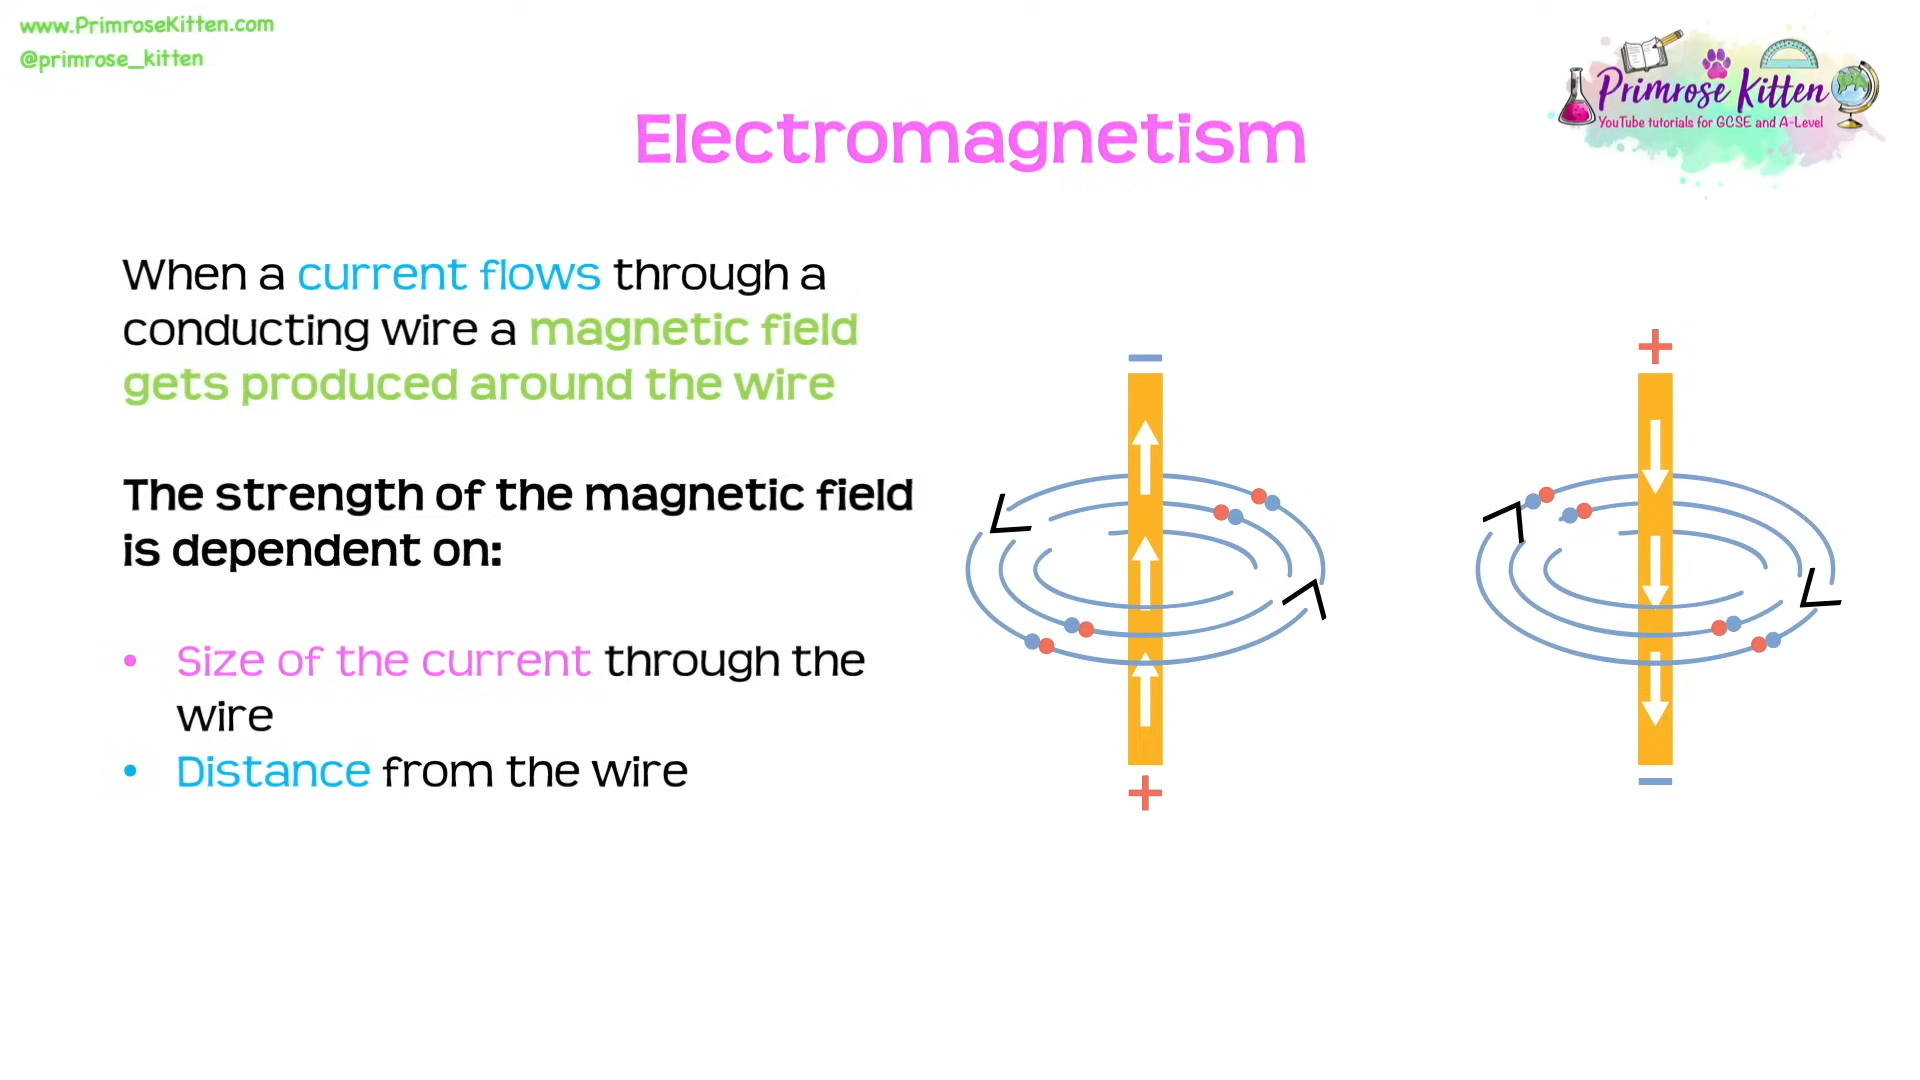 www.PrimroseKitten.com
@primrose_kitten
Primrose Kitten
YouTube tutorials for GCSE and A-Level
Electromagnetism
When a current flows through a
conducting wire a magnetic field
gets produced around the wire
The strength of the magnetic field
is dependent on:
• Size of the current through the
wire
• Distance from the wire
−
+
+
−